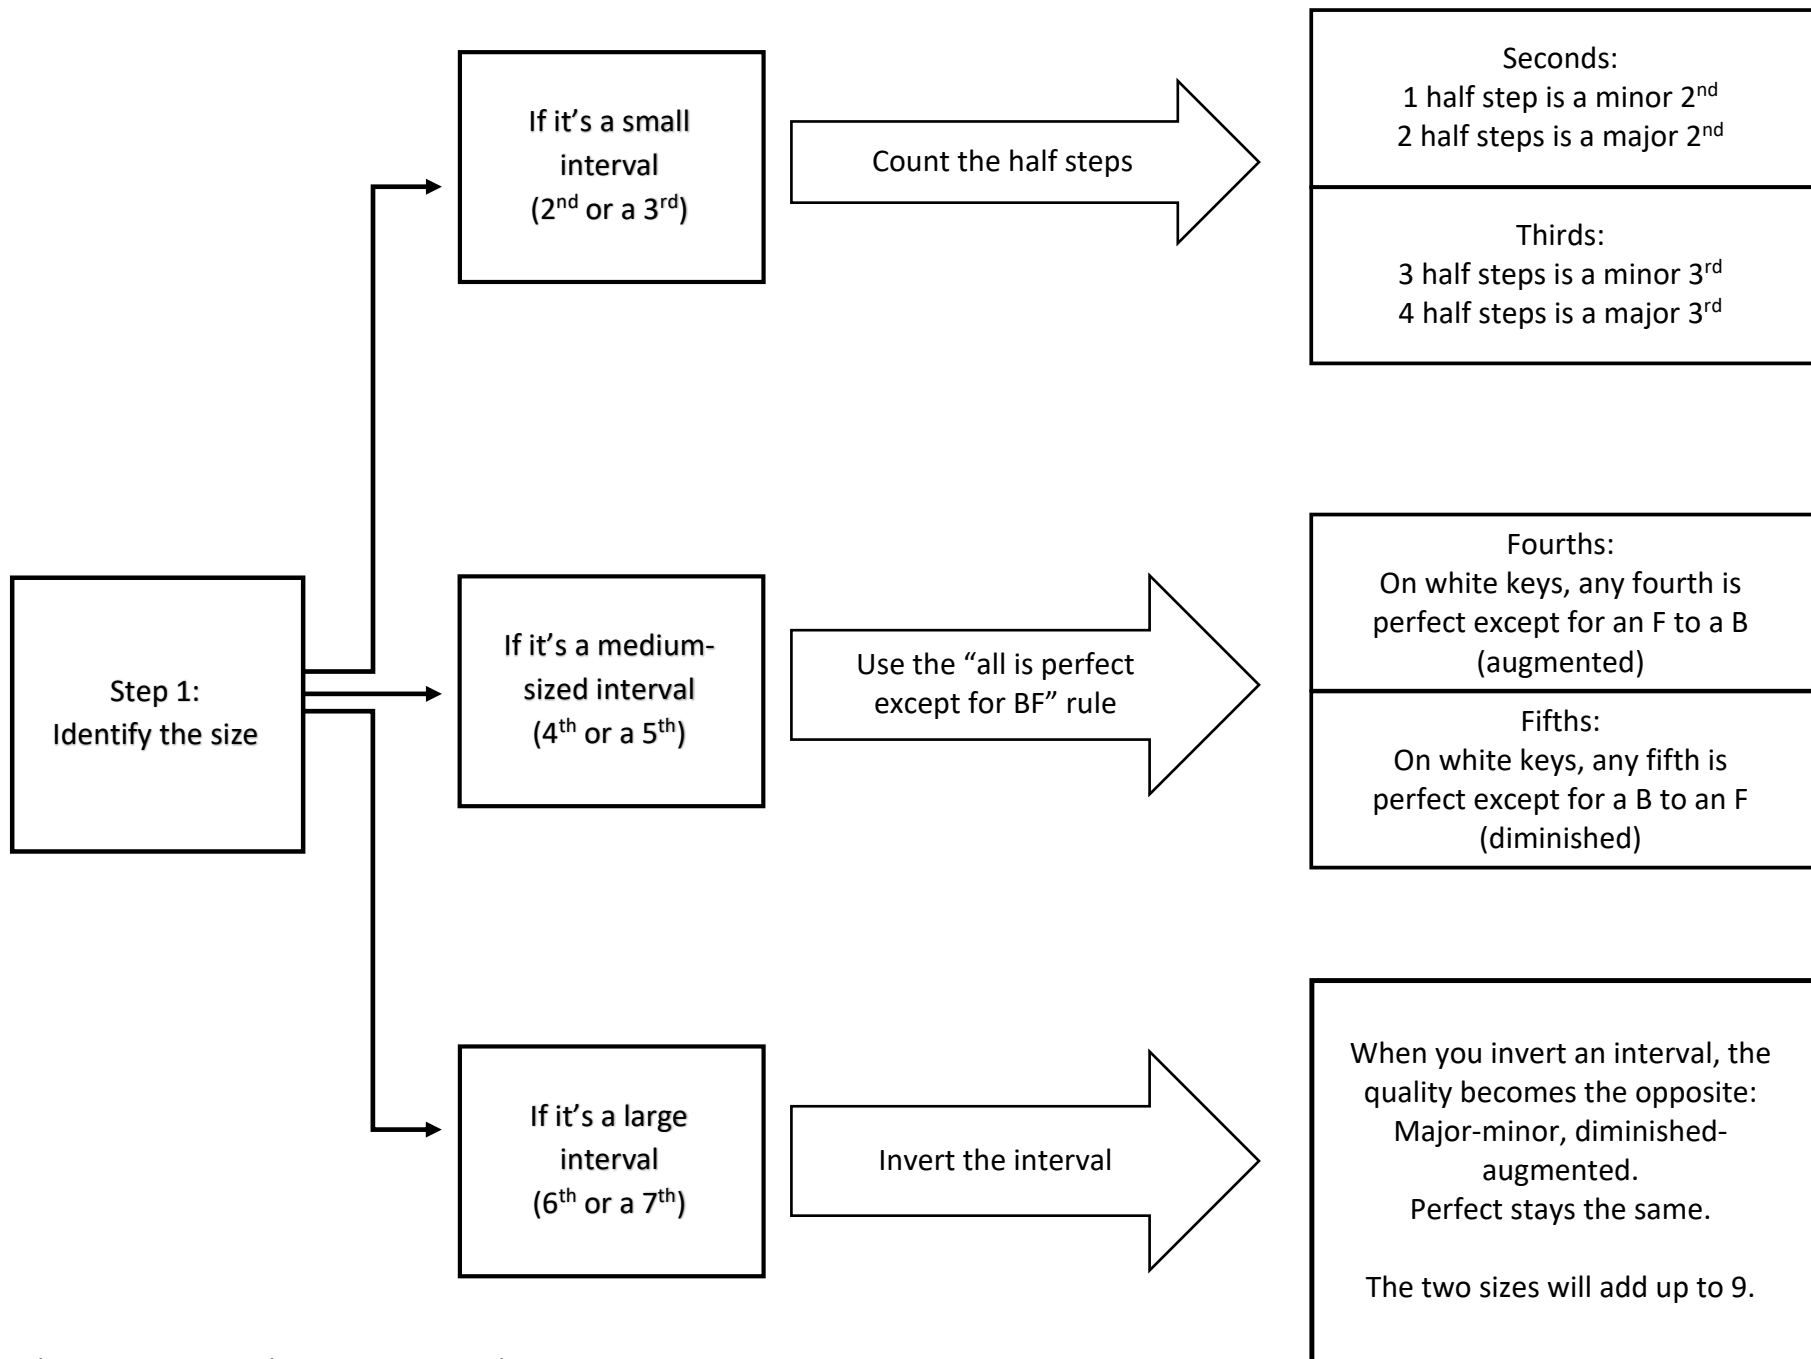 Step 1:
Identify the size
If it’s a small
interval
(2nd or a 3rd)
Count the half steps
Seconds:
1 half step is a minor 2nd
2 half steps is a major 2nd
Thirds:
3 half steps is a minor 3rd
4 half steps is a major 3rd
If it’s a medium-
sized interval
(4th or a 5th)
Use the “all is perfect
except for BF” rule
Fourths:
On white keys, any fourth is
perfect except for an F to a B
(augmented)
Fifths:
On white keys, any fifth is
perfect except for a B to an F
(diminished)
If it’s a large
interval
(6th or a 7th)
Invert the interval
When you invert an interval, the
quality becomes the opposite:
Major-minor, diminished-
augmented.
Perfect stays the same.
The two sizes will add up to 9.